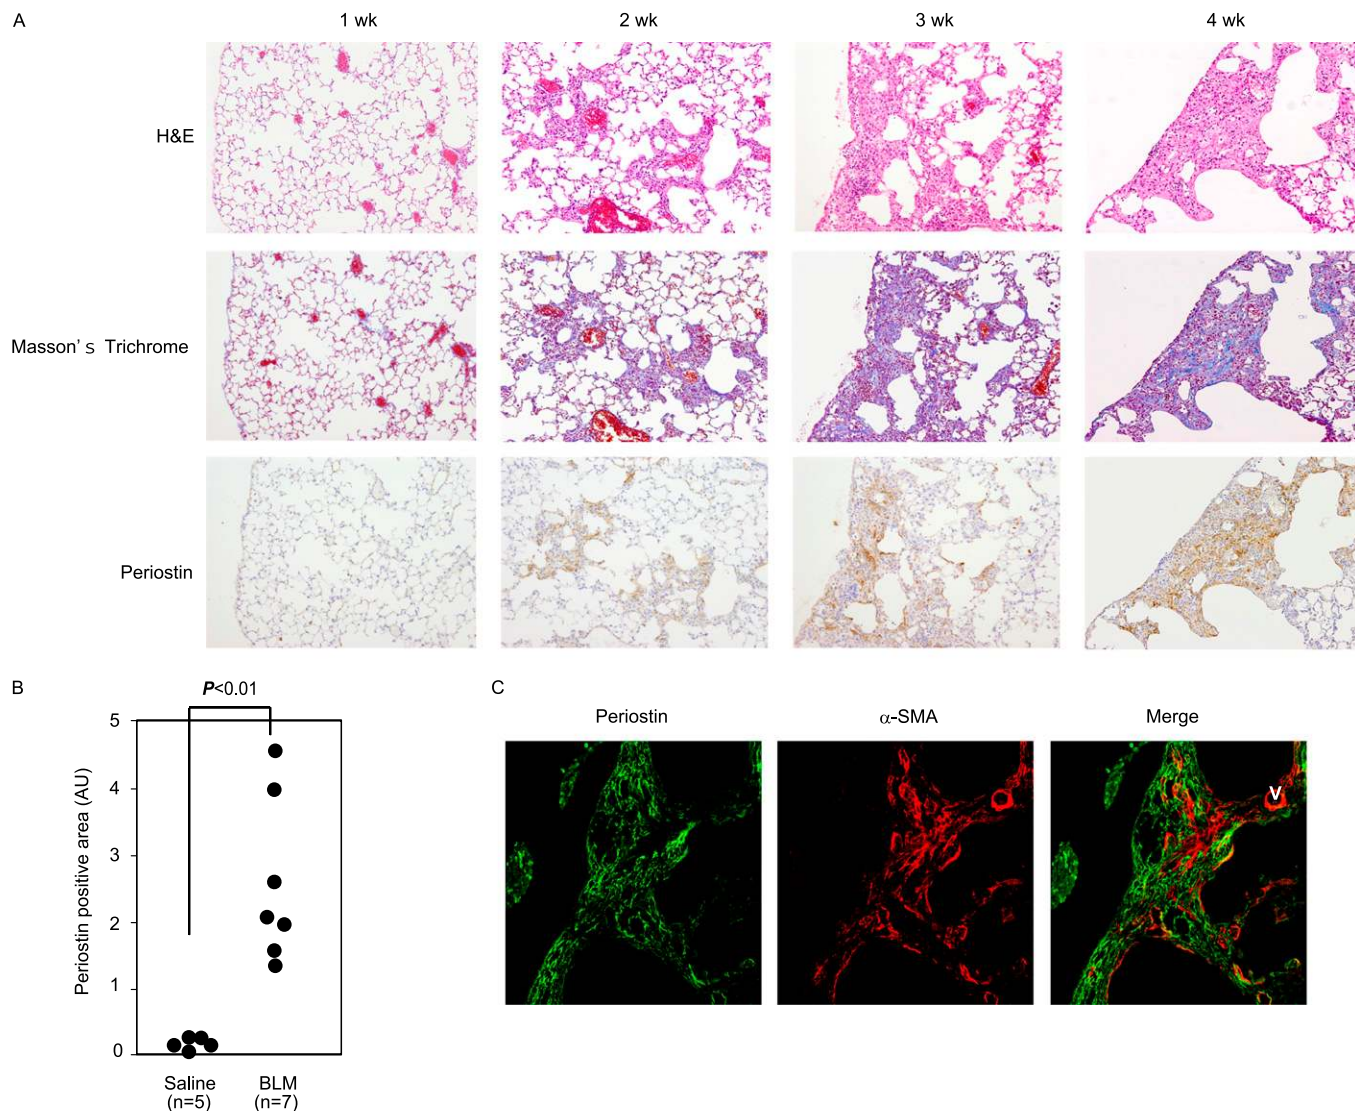 A
1 wk
2 wk
3 wk
4 wk
H&E
Masson's Trichrome
Periostin
B
P<0.01
Periostin positive area (AU)
5
4
3
2
1
0
Saline
(n=5)
BLM
(n=7)
C
Periostin
α-SMA
Merge
V